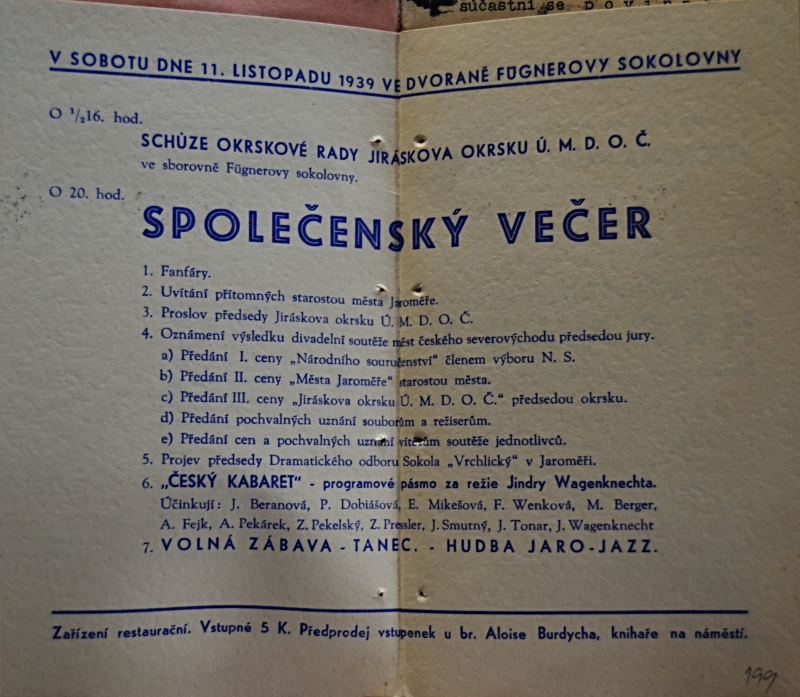 súčastní se
V SOBOTU DNE 11. LISTOPADU 1939 VE DVORANĚ FÜGNEROVY SOKOLOVNY
O 1/216. hod.
SCHŮZE OKRSKOVÉ RADY JIRÁSKOVA OKRSKU Ú. M. D. O. Č.
ve sborovně Fügnerovy sokolovny.
O 20. hod.
SPOLEČENSKÝ VEČER
1. Fanfáry.
2. Uvítání přítomných starostou města Jaroměře.
3. Proslov předsedy Jiráskova okrsku Ú. M. D. O. Č.
4. Oznámení výsledku divadelní soutěže měst českého severovýchodu předsedou jury.
a) Předání I. ceny „Národního souručenství“ členem výboru N. S.
b) Předání II. ceny „Města Jaroměře“ starostou města.
c) Předání III. ceny „Jiráskova okrsku Ú. M. D. O. Č.“ předsedou okrsku.
d) Předání pochvalných uznání souborům a režiserům.
e) Předání cen a pochvalných uznání vítězům soutěže jednotlivců.
5. Projev předsedy Dramatického odboru Sokola „Vrchlický“ v Jaroměři.
6. „ČESKÝ KABARET“ - programové pásmo za režie Jindry Wagenknechta.
Účinkují: J. Beranová, P. Dobiášová, E. Mikešová, F. Wenková, M. Berger,
A. Fejk, A. Pekárek, Z. Pekelský, Z. Pressler, J. Smutný, J. Tonar, J. Wagenknecht
7. VOLNÁ ZÁBAVA - TANEC. - HUDBA JARO-JAZZ.
Zařízení restaurační. Vstupné 5 K. Předprodej vstupenek u br. Aloise Burdycha, knihaře na náměstí.
199